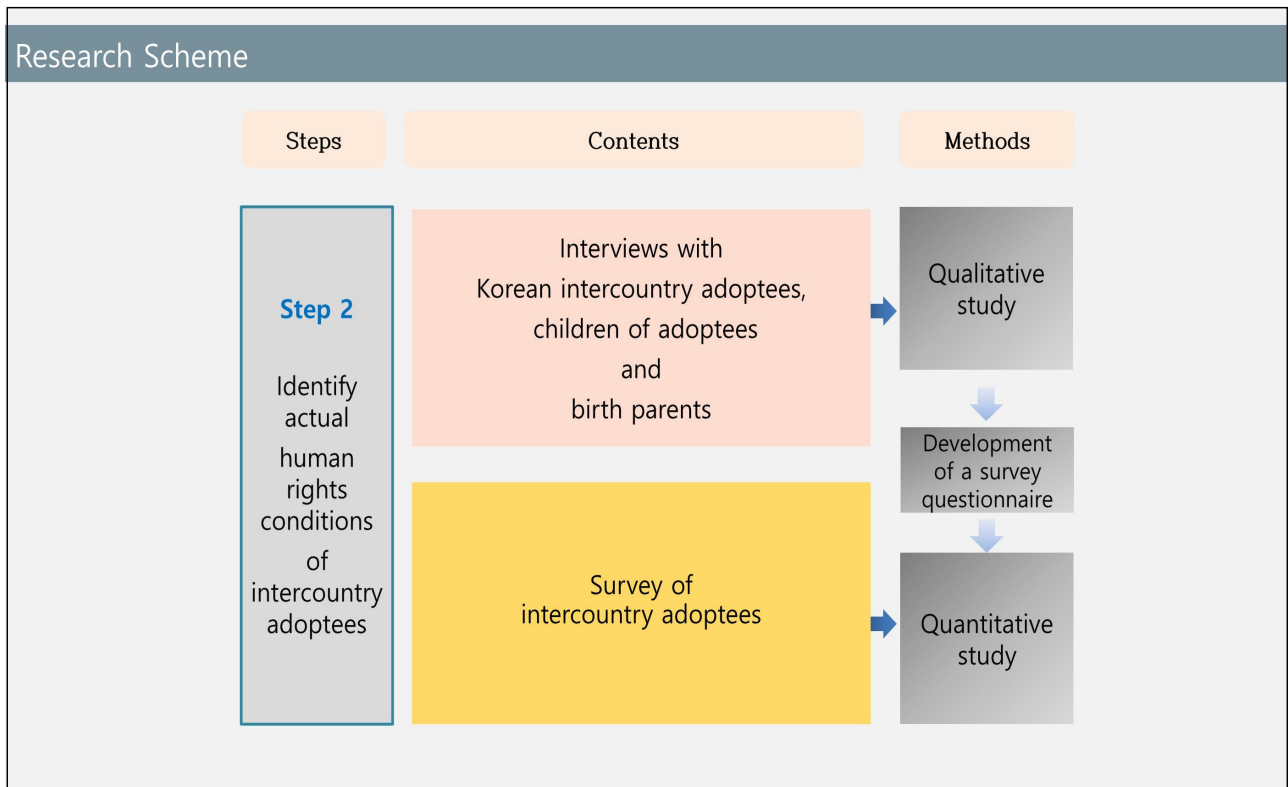 Research Scheme
Steps
Contents
Methods
Step 2
Identify
actual
human
rights
conditions
of
intercountry
adoptees
Interviews with
Korean intercountry adoptees,
children of adoptees
and
birth parents
Qualitative
study
Development
of a survey
questionnaire
Survey of
intercountry adoptees
Quantitative
study